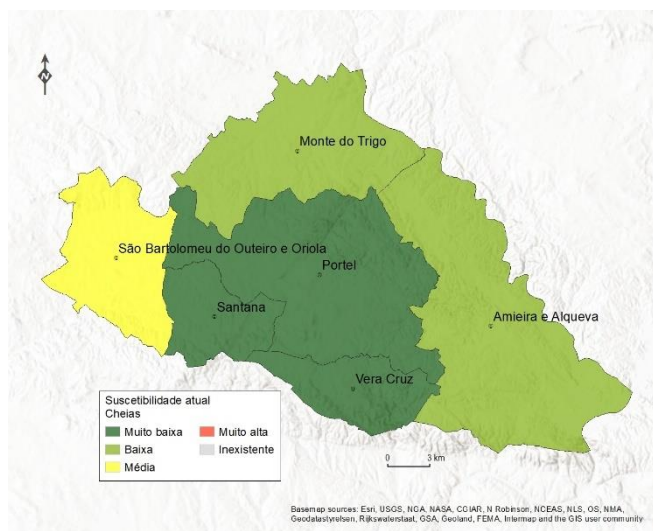 N
Monte do Trigo
São Bartolomeu do Outeiro e Oriola
Portel
Santana
Amieira e Alqueva
Vera Cruz
Suscetibilidade atual
Cheias
Muito baixa
Muito alta
Baixa
Inexistente
Média
0 3 km
Basemap sources: Esri, USGS, NGA, NASA, CGIAR, N Robinson, NCEAS, NLS, OS, NMA,
Geodatastyrelsen, Rijkswaterstaat, GSA, Geoland, FEMA, Intermap and the GIS user community